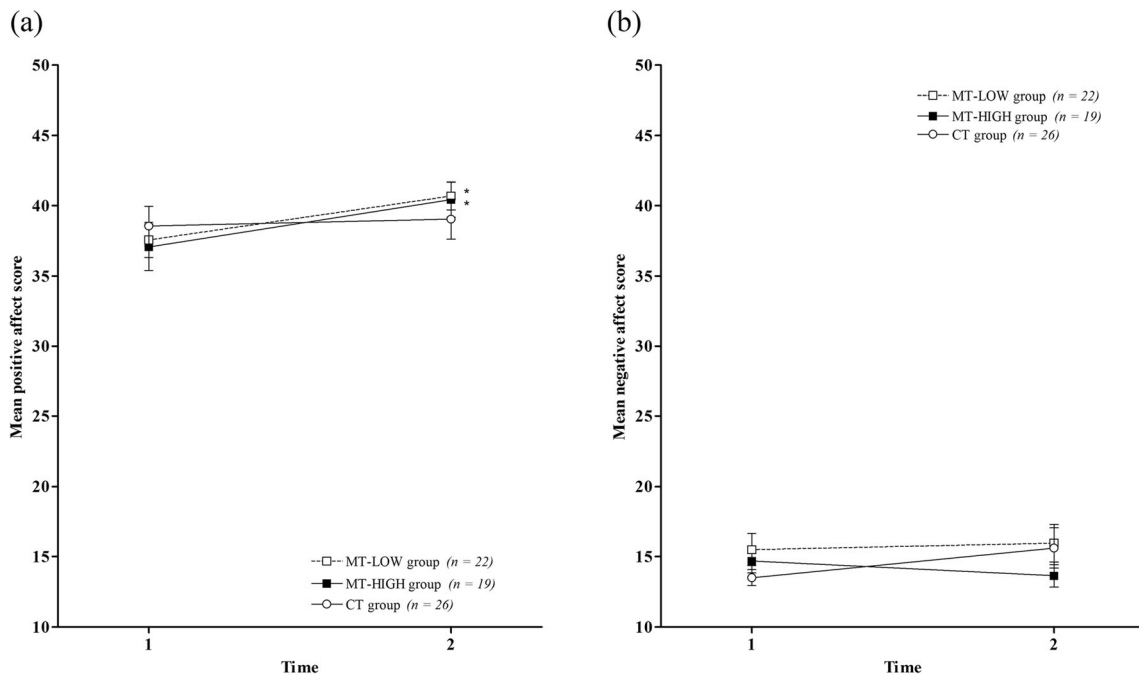 (a)
Mean positive affect score
50
45
40
35
30
25
20
15
10
*
*
MT-LOW group (n = 22)
MT-HIGH group (n = 19)
CT group (n = 26)
1
2
Time
(b)
Mean negative affect score
50
45
40
35
30
25
20
15
10
MT-LOW group (n = 22)
MT-HIGH group (n = 19)
CT group (n = 26)
1
2
Time